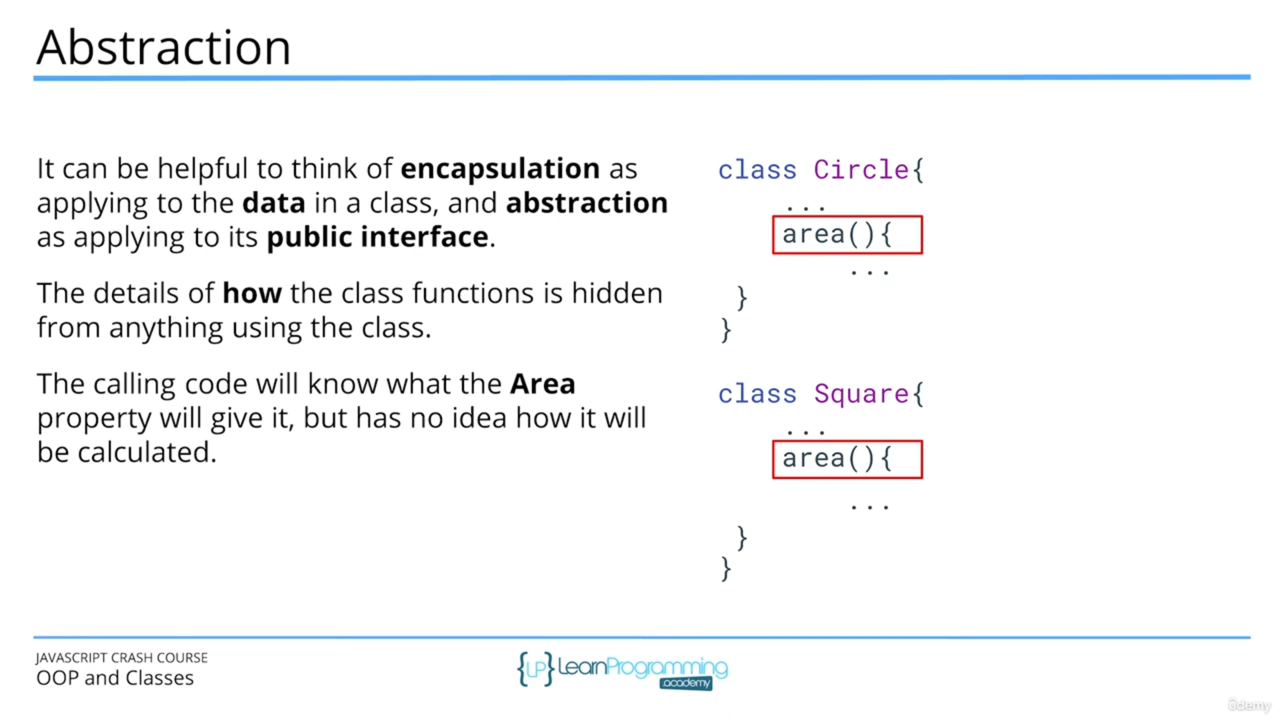 Abstraction
It can be helpful to think of encapsulation as
applying to the data in a class, and abstraction
as applying to its public interface.
The details of how the class functions is hidden
from anything using the class.
The calling code will know what the Area
property will give it, but has no idea how it will
be calculated.
class Circle{
...
area(){
...
}
}
class Square{
...
area(){
...
}
}
JAVASCRIPT CRASH COURSE
OOP and Classes
{LP}LearnProgramming
.academy
ûdemy